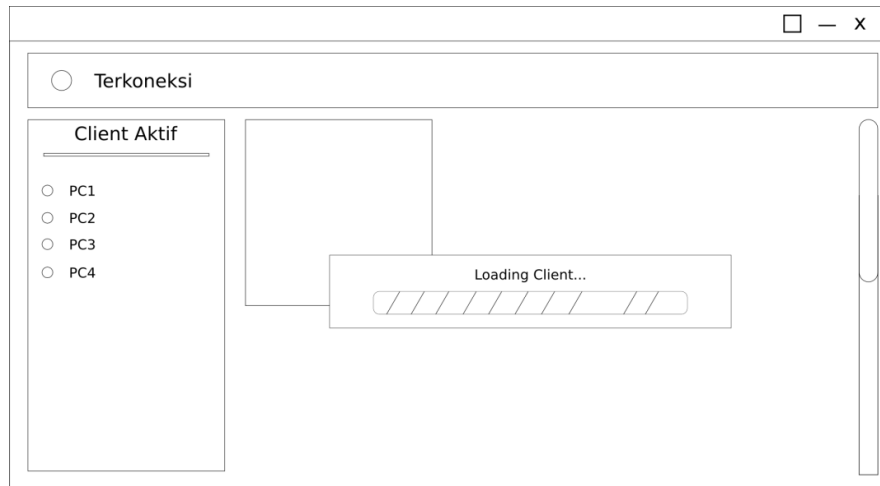 X
Terkoneksi
Client Aktif
PC1
PC2
PC3
PC4
Loading Client...